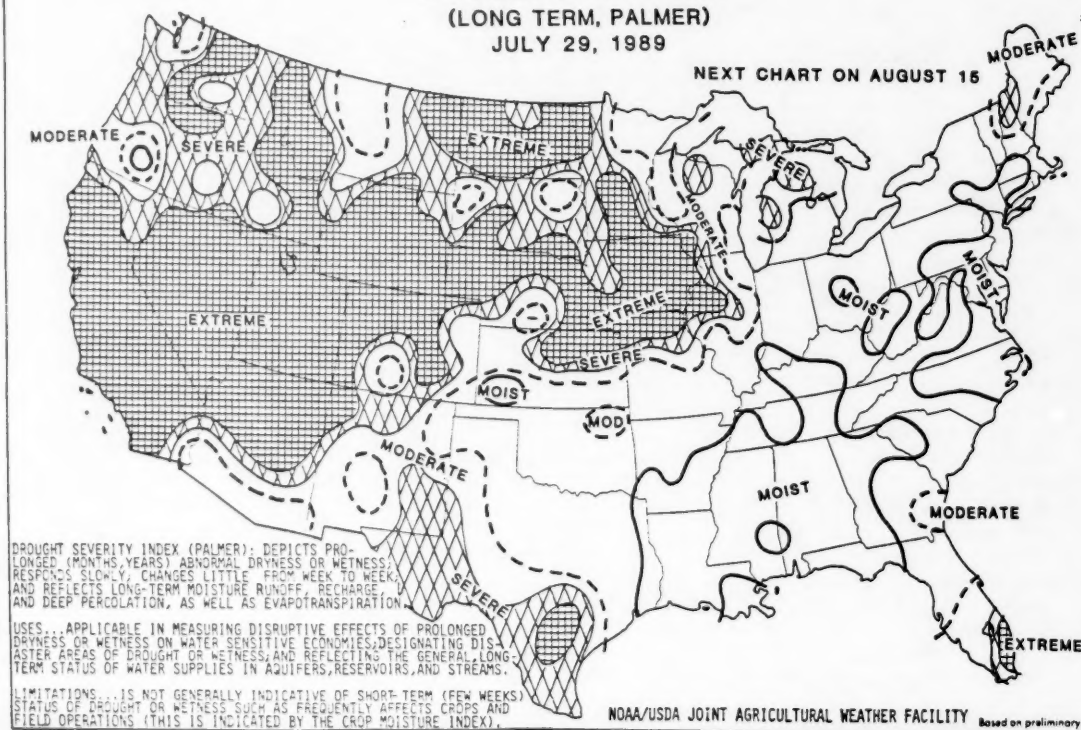 (LONG TERM, PALMER)
JULY 29, 1989
NEXT CHART ON AUGUST 15
MODERATE
MODERATE
SEVERE
EXTREME
SEVERE
MODERATE
EXTREME
EXTREME
SEVERE
MOIST
MOIST
MOIST
MOD
MODERATE
MOIST
MODERATE
SEVERE
EXTREME
DROUGHT SEVERITY INDEX (PALMER): DEPICTS PRO-
LONGED (MONTHS,YEARS) ABNORMAL DRYNESS OR WETNESS;
RESPONDS SLOWLY; CHANGES LITTLE FROM WEEK TO WEEK;
AND REFLECTS LONG-TERM MOISTURE RUNOFF, RECHARGE,
AND DEEP PERCOLATION, AS WELL AS EVAPOTRANSPIRATION.
USES...APPLICABLE IN MEASURING DISRUPTIVE EFFECTS OF PROLONGED
DRYNESS OR WETNESS ON WATER SENSITIVE ECONOMIES;DESIGNATING DIS-
ASTER AREAS OF DROUGHT OR WETNESS;AND REFLECTING THE GENERAL,LONG-
TERM STATUS OF WATER SUPPLIES IN AQUIFERS,RESERVOIRS,AND STREAMS.
LIMITATIONS...IS NOT GENERALLY INDICATIVE OF SHORT-TERM (FEW WEEKS)
STATUS OF DROUGHT OR WETNESS SUCH AS FREQUENTLY AFFECTS CROPS AND
FIELD OPERATIONS (THIS IS INDICATED BY THE CROP MOISTURE INDEX).
NOAA/USDA JOINT AGRICULTURAL WEATHER FACILITY
Based on preliminary